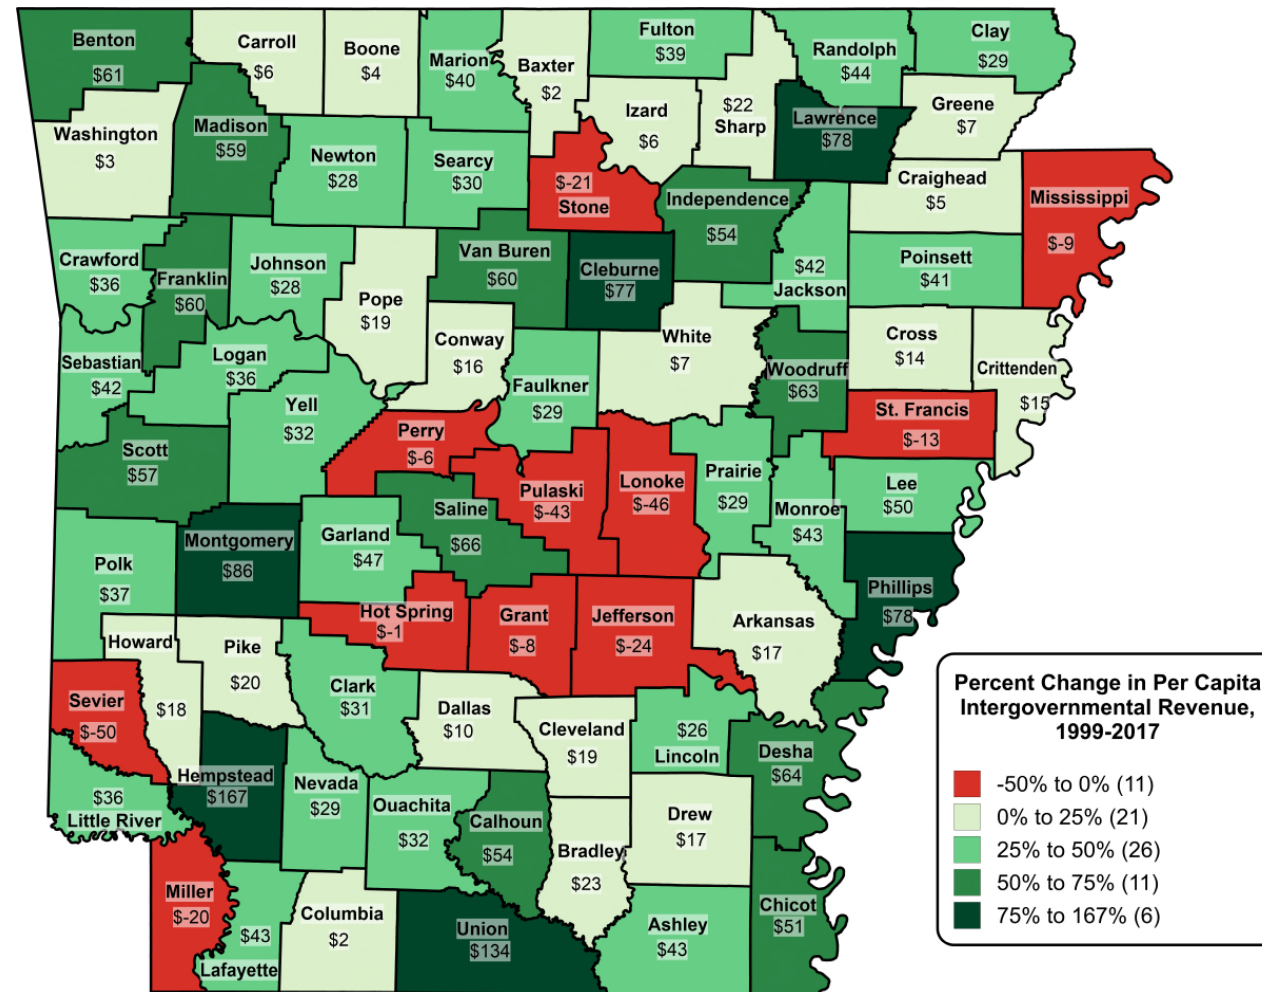 Benton
$61
Carroll
$6
Boone
$4
Marion
$40
Baxter
$2
Fulton
$39
Randolph
$44
Clay
$29
Washington
$3
Madison
$59
Newton
$28
Searcy
$30
$-21
Stone
Izard
$6
$22
Sharp
Lawrence
$78
Greene
$7
Craighead
$5
Mississippi
$-9
Independence
$54
Crawford
$36
Franklin
$60
Johnson
$28
Pope
$19
Van Buren
$60
Cleburne
$77
$42
Jackson
Poinsett
$41
Sebastian
$42
Logan
$36
Conway
$16
White
$7
Woodruff
$63
Cross
$14
Crittenden
$15
Faulkner
$29
Yell
$32
Scott
$57
Perry
$-6
St. Francis
$-13
Pulaski
$-43
Lonoke
$-46
Prairie
$29
Monroe
$43
Lee
$50
Saline
$66
Garland
$47
Montgomery
$86
Polk
$37
Phillips
$78
Hot Spring
$-1
Grant
$-8
Jefferson
$-24
Arkansas
$17
Howard
$18
Pike
$20
Clark
$31
Sevier
$-50
Dallas
$10
Cleveland
$19
$26
Lincoln
Desha
$64
$36
Little River
Hempstead
$167
Nevada
$29
Ouachita
$32
Calhoun
$54
Bradley
$23
Drew
$17
Miller
$-20
$43
Lafayette
Columbia
$2
Union
$134
Ashley
$43
Chicot
$51
Percent Change in Per Capita
Intergovernmental Revenue,
1999-2017
-50% to 0% (11)
0% to 25% (21)
25% to 50% (26)
50% to 75% (11)
75% to 167% (6)